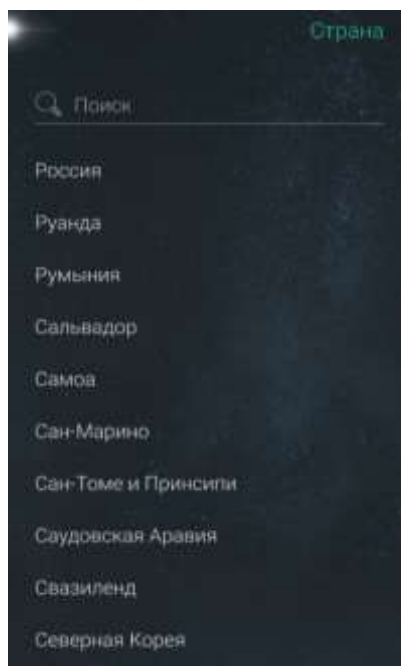 Страна
Поиск
Россия
Руанда
Румыния
Сальвадор
Самоа
Сан-Марино
Сан-Томе и Принсипи
Саудовская Аравия
Свазиленд
Северная Корея